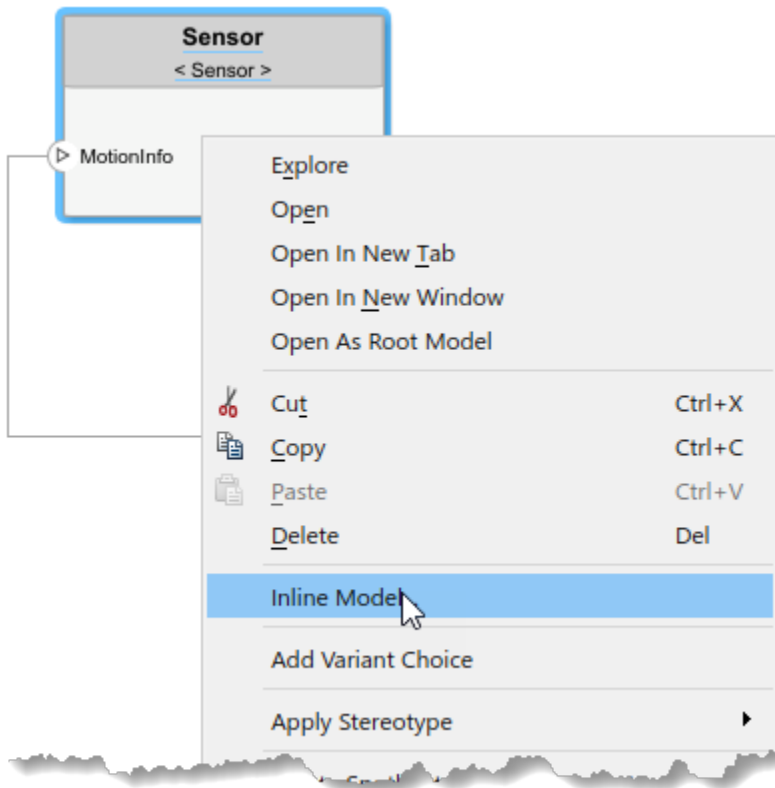 Sensor
< Sensor >
MotionInfo
Explore
Open
Open In New Tab
Open In New Window
Open As Root Model
Cut Ctrl+X
Copy Ctrl+C
Paste Ctrl+V
Delete Del
Inline Model
Add Variant Choice
Apply Stereotype